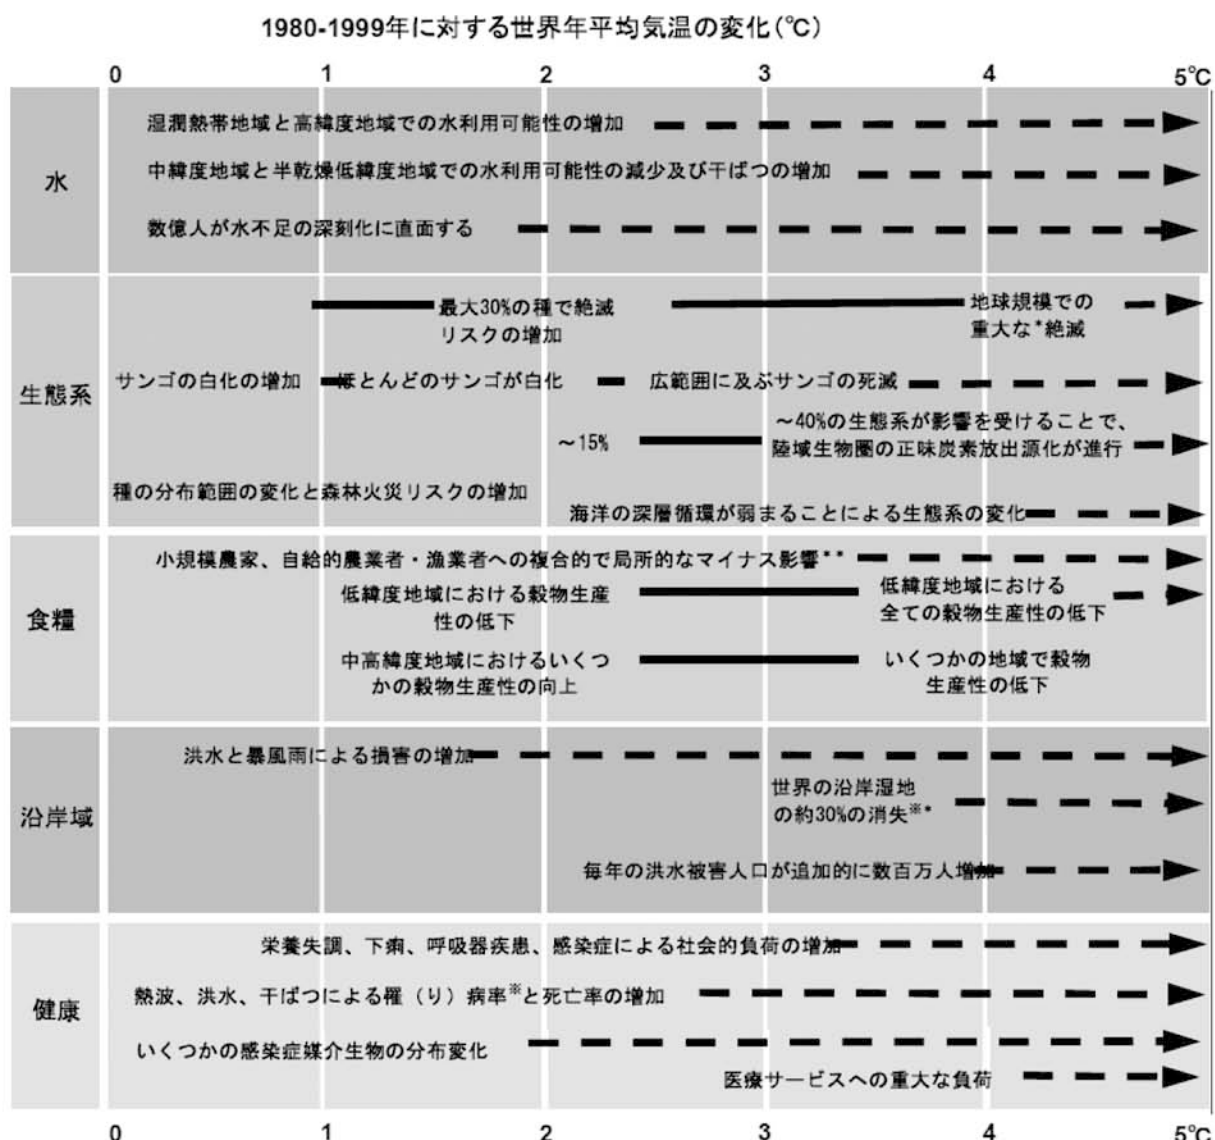 1980-1999年に対する世界年平均気温の変化(℃)
0 1 2 3 4 5℃
水
湿潤熱帯地域と高緯度地域での水利用可能性の増加
中緯度地域と半乾燥低緯度地域での水利用可能性の減少及び干ばつの増加
数億人が水不足の深刻化に直面する
生態系
最大30%の種で絶滅
リスクの増加
地球規模での
重大な*絶滅
サンゴの白化の増加
ほとんどのサンゴが白化
広範囲に及ぶサンゴの死滅
～15%
～40%の生態系が影響を受けることで、
陸域生物圏の正味炭素放出源化が進行
種の分布範囲の変化と森林火災リスクの増加
海洋の深層循環が弱まることによる生態系の変化
食糧
小規模農家、自給的農業者・漁業者への複合的で局所的なマイナス影響**
低緯度地域における穀物生産
性の低下
低緯度地域における
全ての穀物生産性の低下
中高緯度地域におけるいくつ
かの穀物生産性の向上
いくつかの地域で穀物
生産性の低下
沿岸域
洪水と暴風雨による損害の増加
世界の沿岸湿地
の約30%の消失※*
毎年の洪水被害人口が追加的に数百万人増加
健康
栄養失調、下痢、呼吸器疾患、感染症による社会的負荷の増加
熱波、洪水、干ばつによる罹(り)病率※と死亡率の増加
いくつかの感染症媒介生物の分布変化
医療サービスへの重大な負荷
0 1 2 3 4 5℃